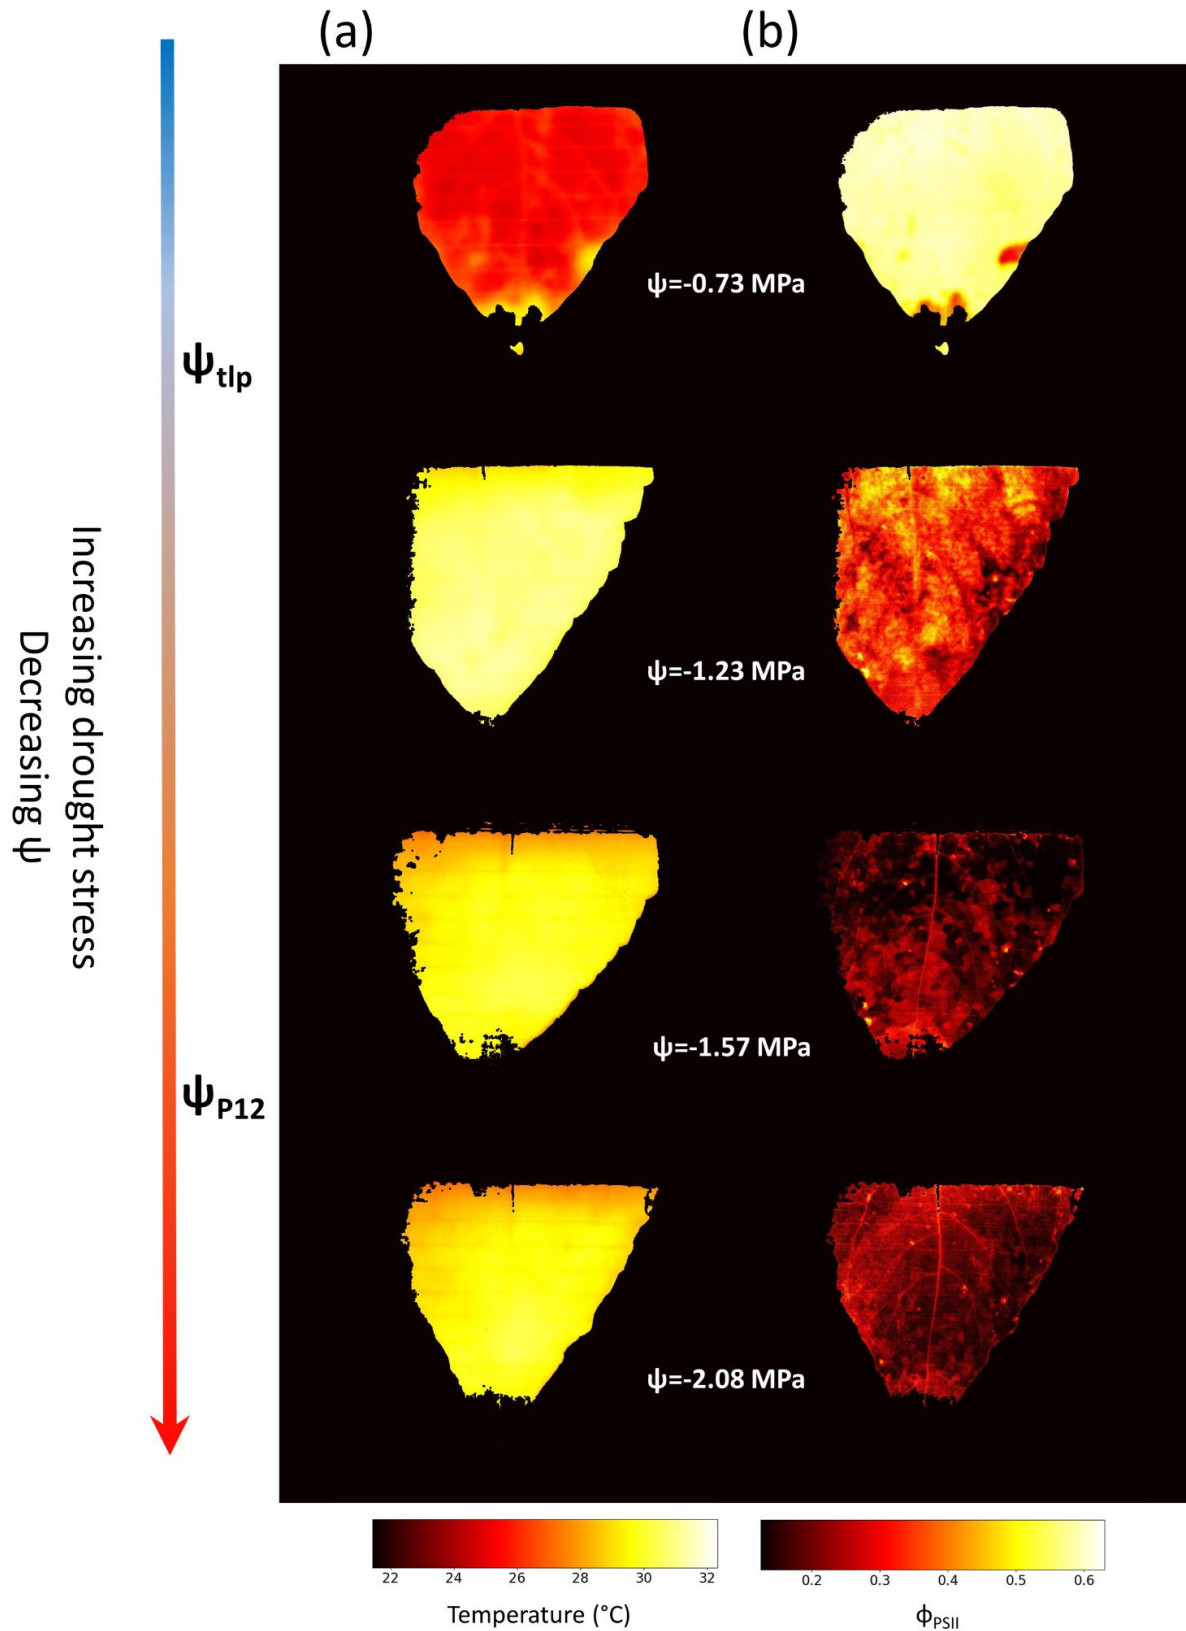 (a) (b)
ψ=-0.73 MPa
ψtlp
ψ=-1.23 MPa
Increasing drought stress
Decreasing ψ
ψ=-1.57 MPa
ψP12
ψ=-2.08 MPa
22 24 26 28 30 32
Temperature (°C)
0.2 0.3 0.4 0.5 0.6
ϕPSII